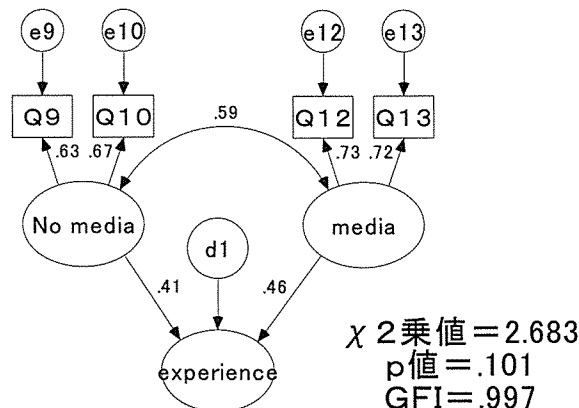 e9 e10 e12 e13
Q9 Q10 .59 Q12 Q13
.63 .67 .73 .72
No media media
d1
.41 .46
experience
χ２乗値＝2.683
p値＝.101
GFI＝.997